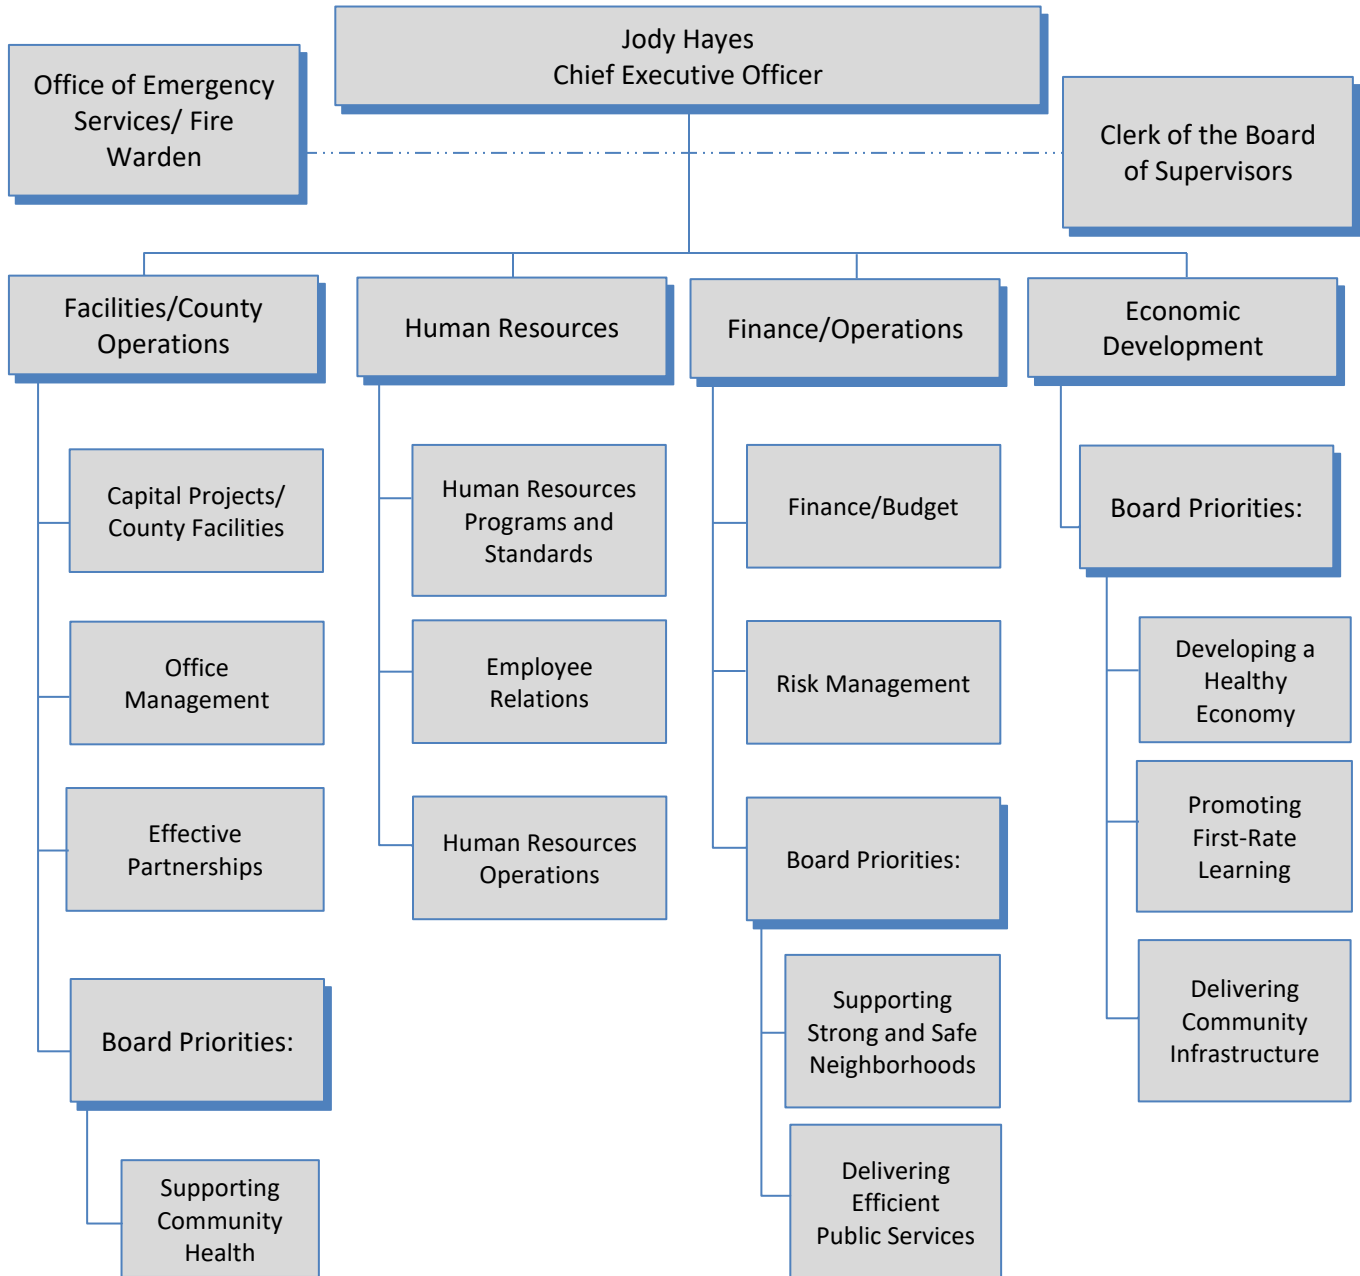 Jody Hayes
Chief Executive Officer
Office of Emergency
Services/ Fire
Warden
Clerk of the Board
of Supervisors
Facilities/County
Operations
Human Resources
Finance/Operations
Economic
Development
Capital Projects/
County Facilities
Office
Management
Effective
Partnerships
Board Priorities:
Supporting
Community
Health
Human Resources
Programs and
Standards
Employee
Relations
Human Resources
Operations
Finance/Budget
Risk Management
Board Priorities:
Supporting
Strong and Safe
Neighborhoods
Delivering
Efficient
Public Services
Board Priorities:
Developing a
Healthy
Economy
Promoting
First-Rate
Learning
Delivering
Community
Infrastructure